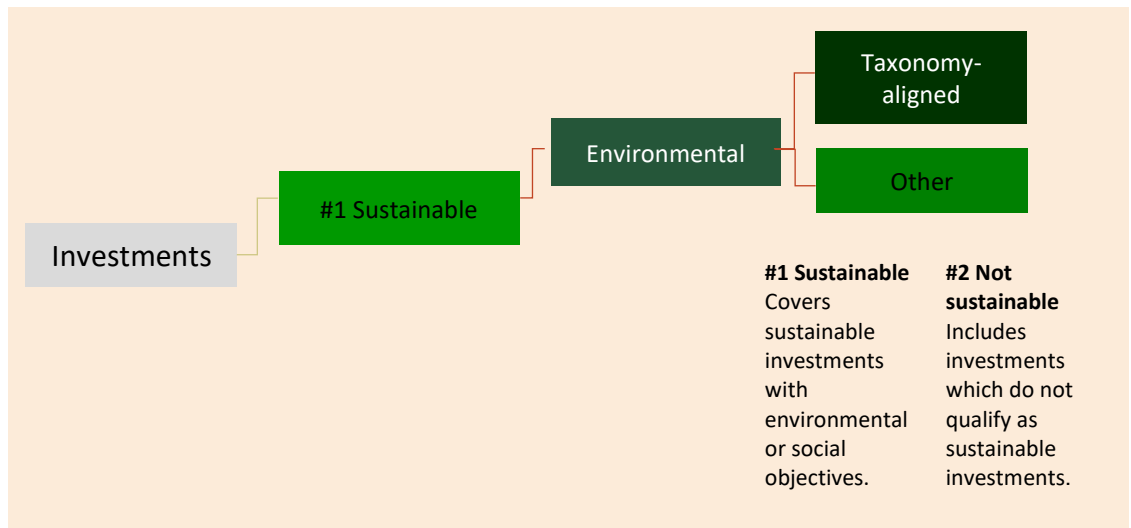 Taxonomy-
aligned
Environmental
Other
#1 Sustainable
Investments
#1 Sustainable
Covers
sustainable
investments
with
environmental
or social
objectives.
#2 Not
sustainable
Includes
investments
which do not
qualify as
sustainable
investments.